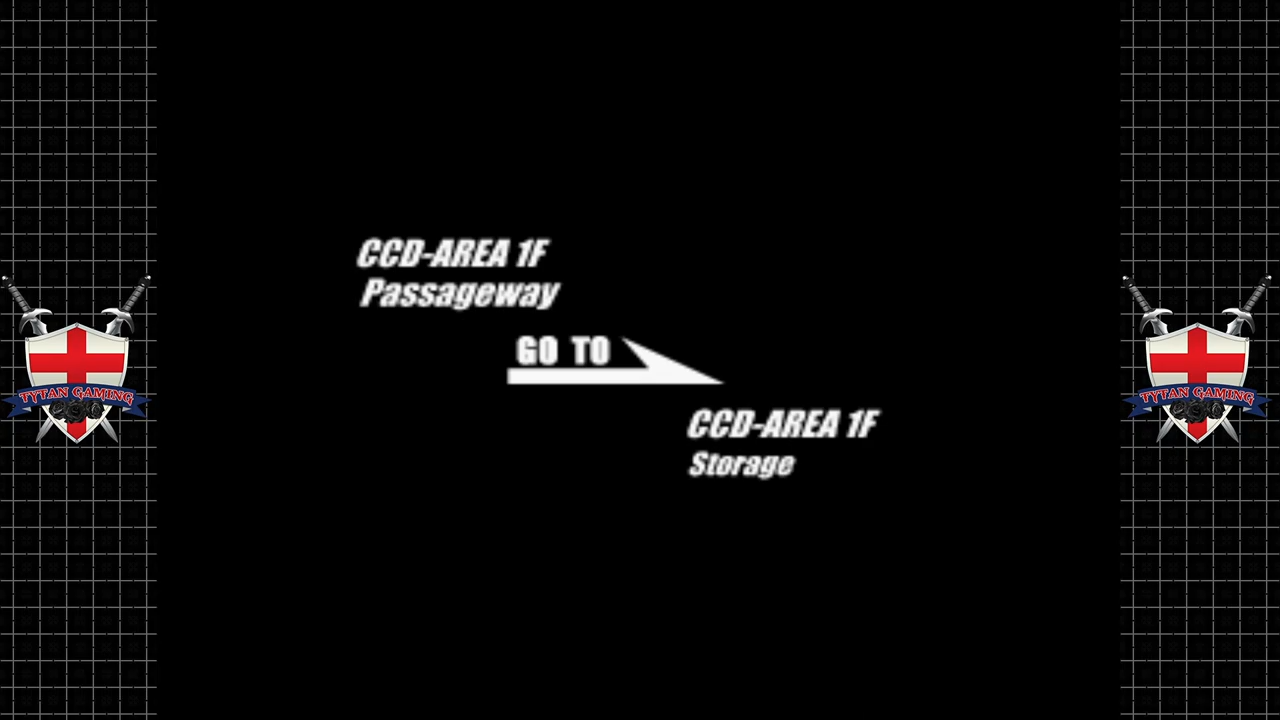 CCD-AREA 1F
Passageway
GO TO
CCD-AREA 1F
Storage
TYTAN GAMING
TYTAN GAMING